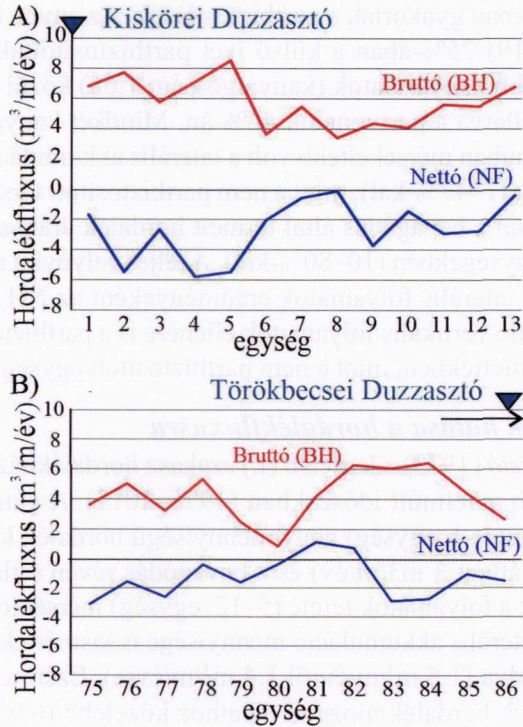 A)
Kiskörei Duzzasztó
Hordalékfluxus (m³/m/év)
10
8
6
4
2
0
-2
-4
-6
-8
Bruttó (BH)
Nettó (NF)
1 2 3 4 5 6 7 8 9 10 11 12 13
egység
B)
Törökbecsei Duzzasztó
Hordalékfluxus (m³/m/év)
10
8
6
4
2
0
-2
-4
-6
-8
Bruttó (BH)
Nettó (NF)
75 76 77 78 79 80 81 82 83 84 85 86
egység